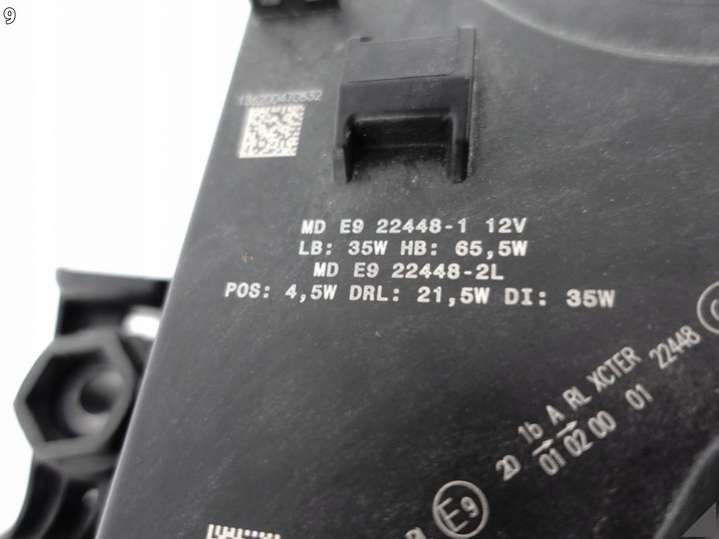 9
136200470532
MD E9 22448-1 12V
LB: 35W HB: 65,5W
MD E9 22448-2L
POS: 4,5W DRL: 21,5W DI: 35W
2D 1b A RL XCTER
01 02 00 01 22448
E9